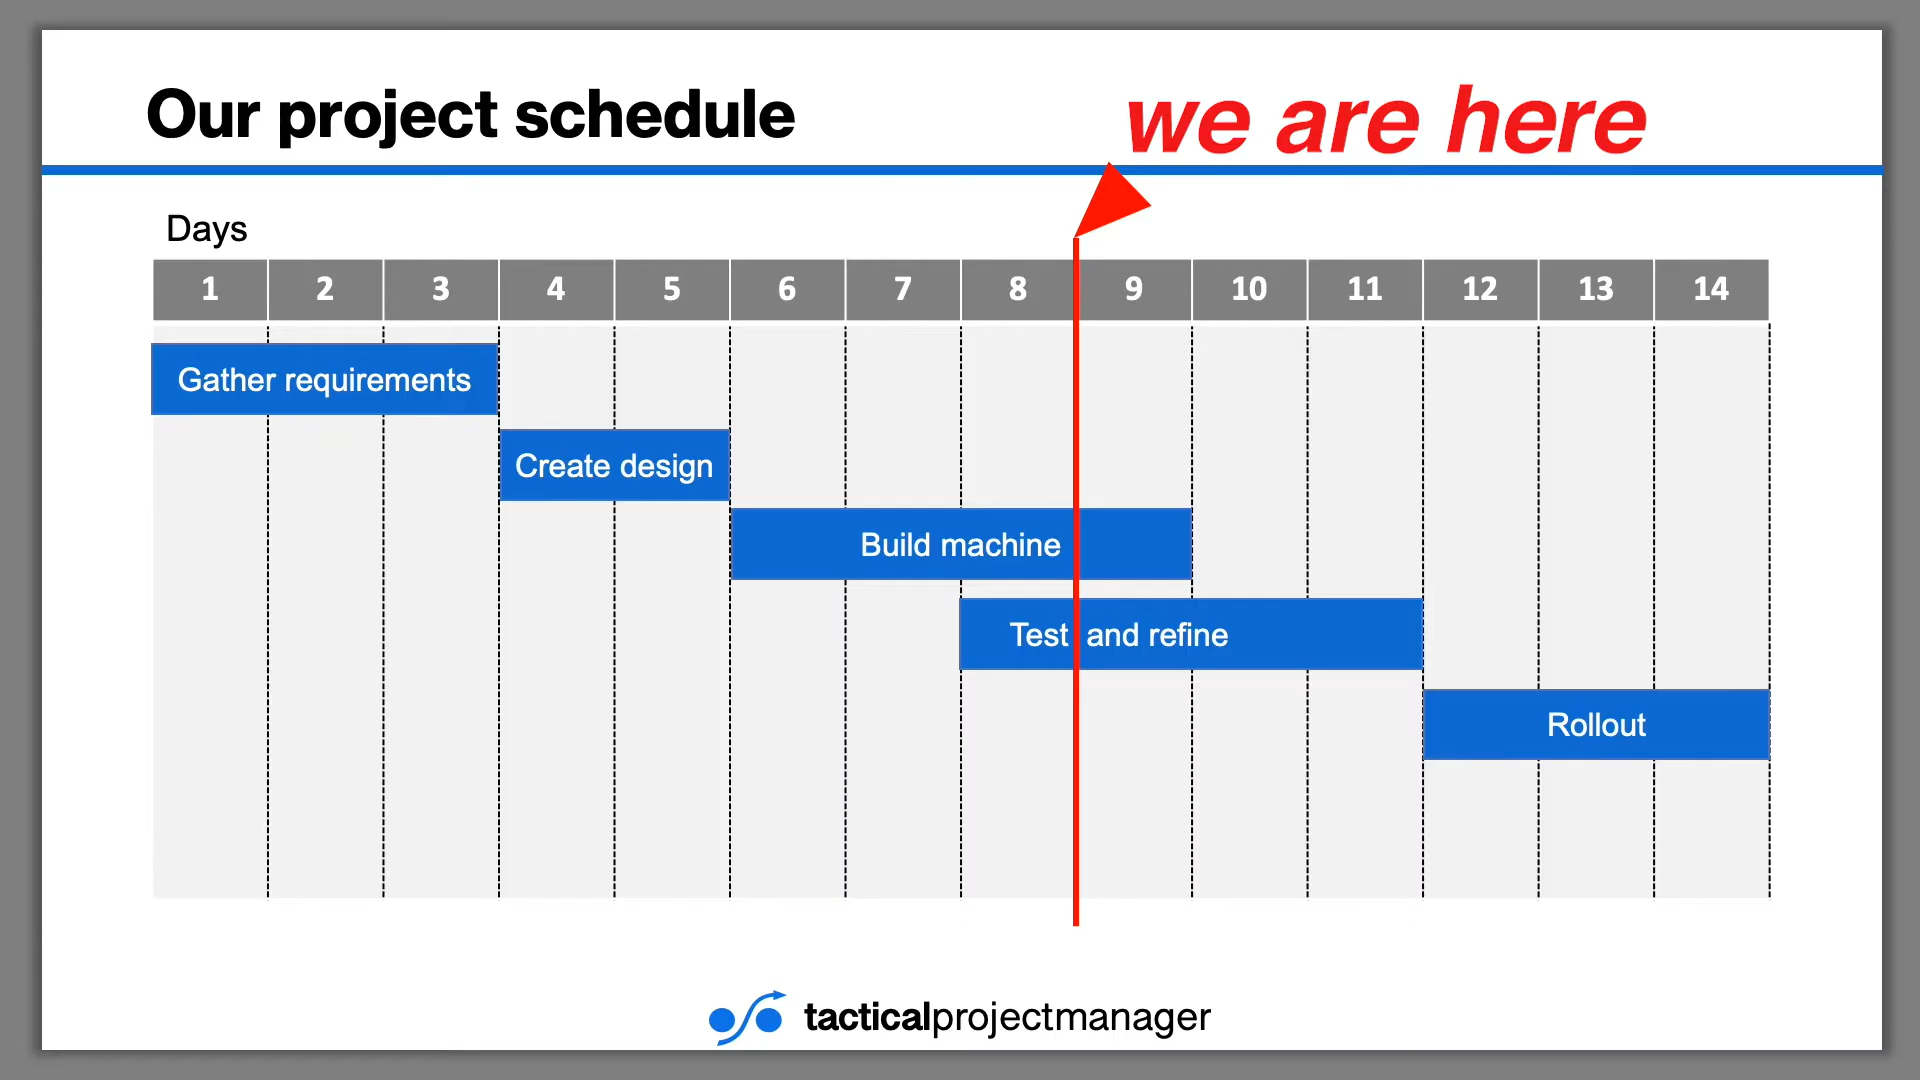 Our project schedule
we are here
Days
1 2 3 4 5 6 7 8 9 10 11 12 13 14
Gather requirements
Create design
Build machine
Test and refine
Rollout
tacticalprojectmanager